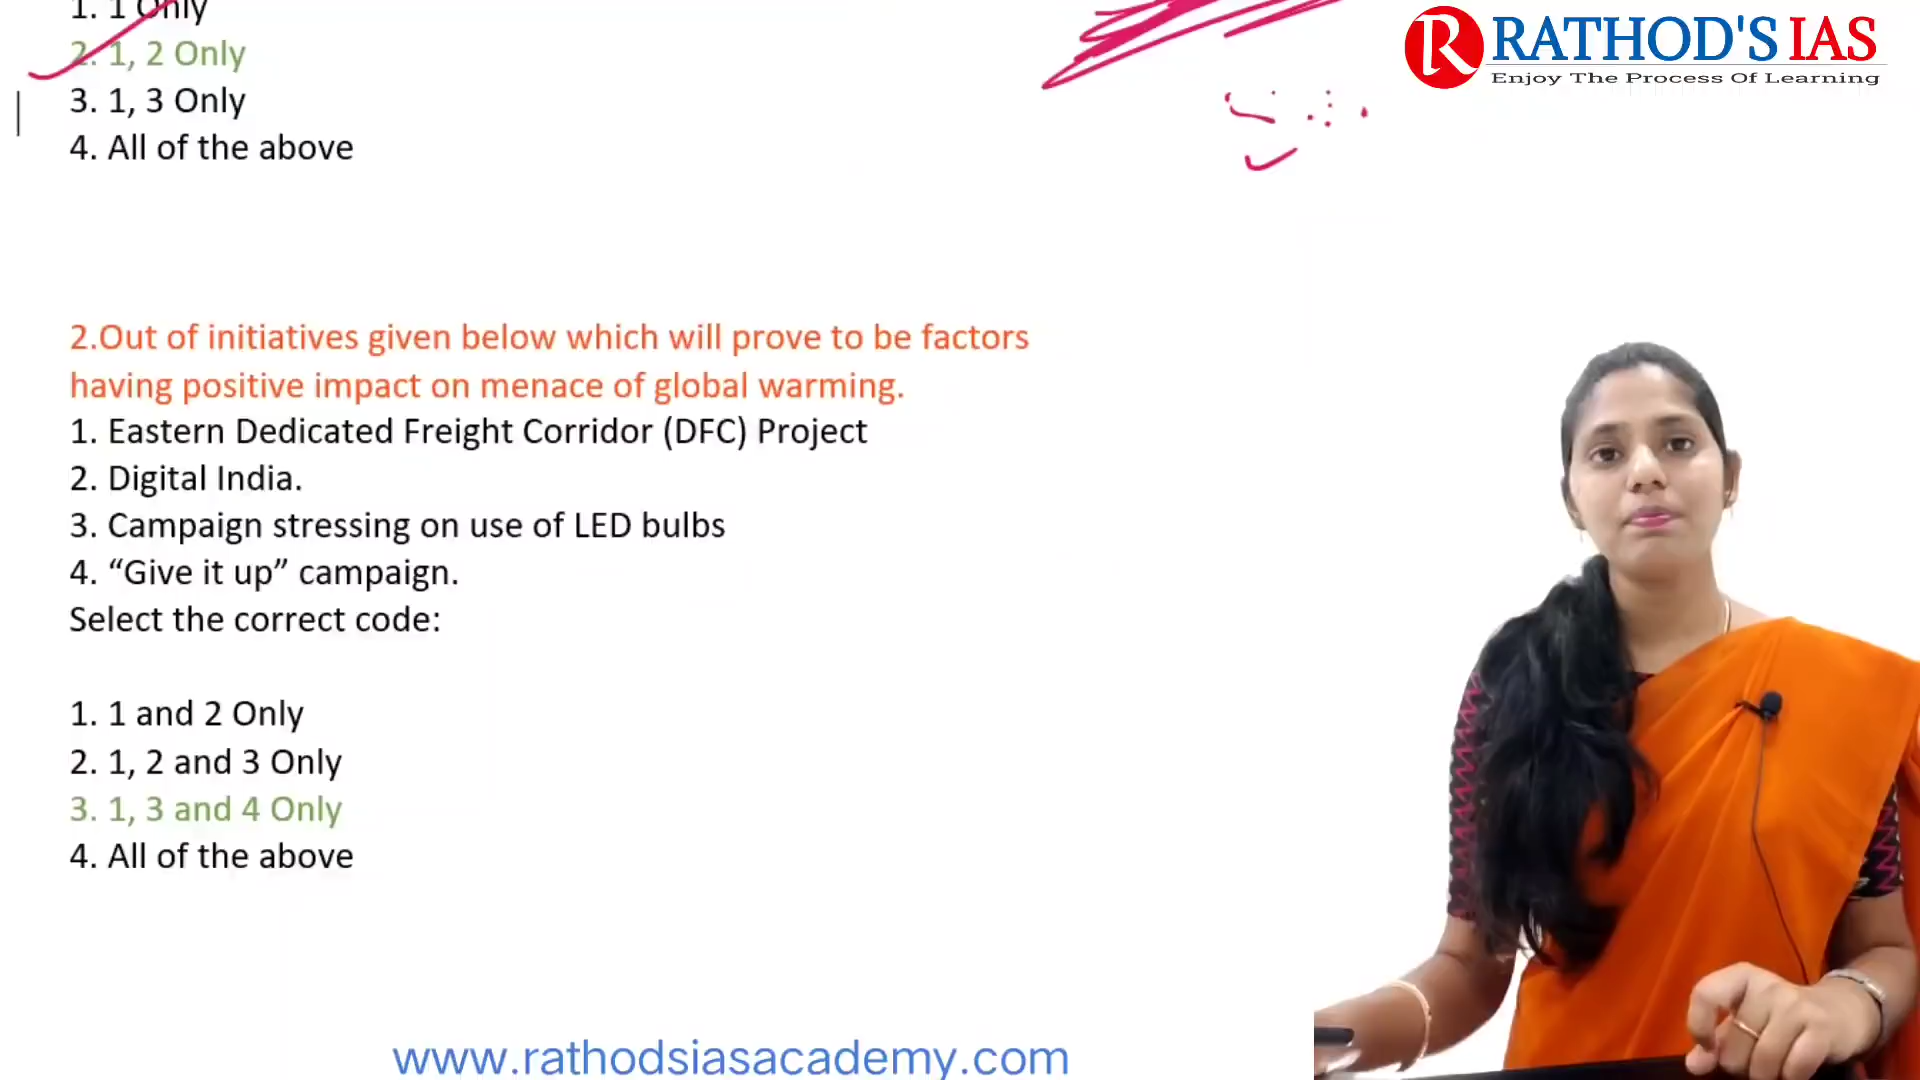 1. 1 Only
2. 1, 2 Only
3. 1, 3 Only
4. All of the above
RATHOD'S IAS
Enjoy The Process Of Learning
2.Out of initiatives given below which will prove to be factors
having positive impact on menace of global warming.
1. Eastern Dedicated Freight Corridor (DFC) Project
2. Digital India.
3. Campaign stressing on use of LED bulbs
4. “Give it up” campaign.
Select the correct code:
1. 1 and 2 Only
2. 1, 2 and 3 Only
3. 1, 3 and 4 Only
4. All of the above
www.rathodsiasacademy.com